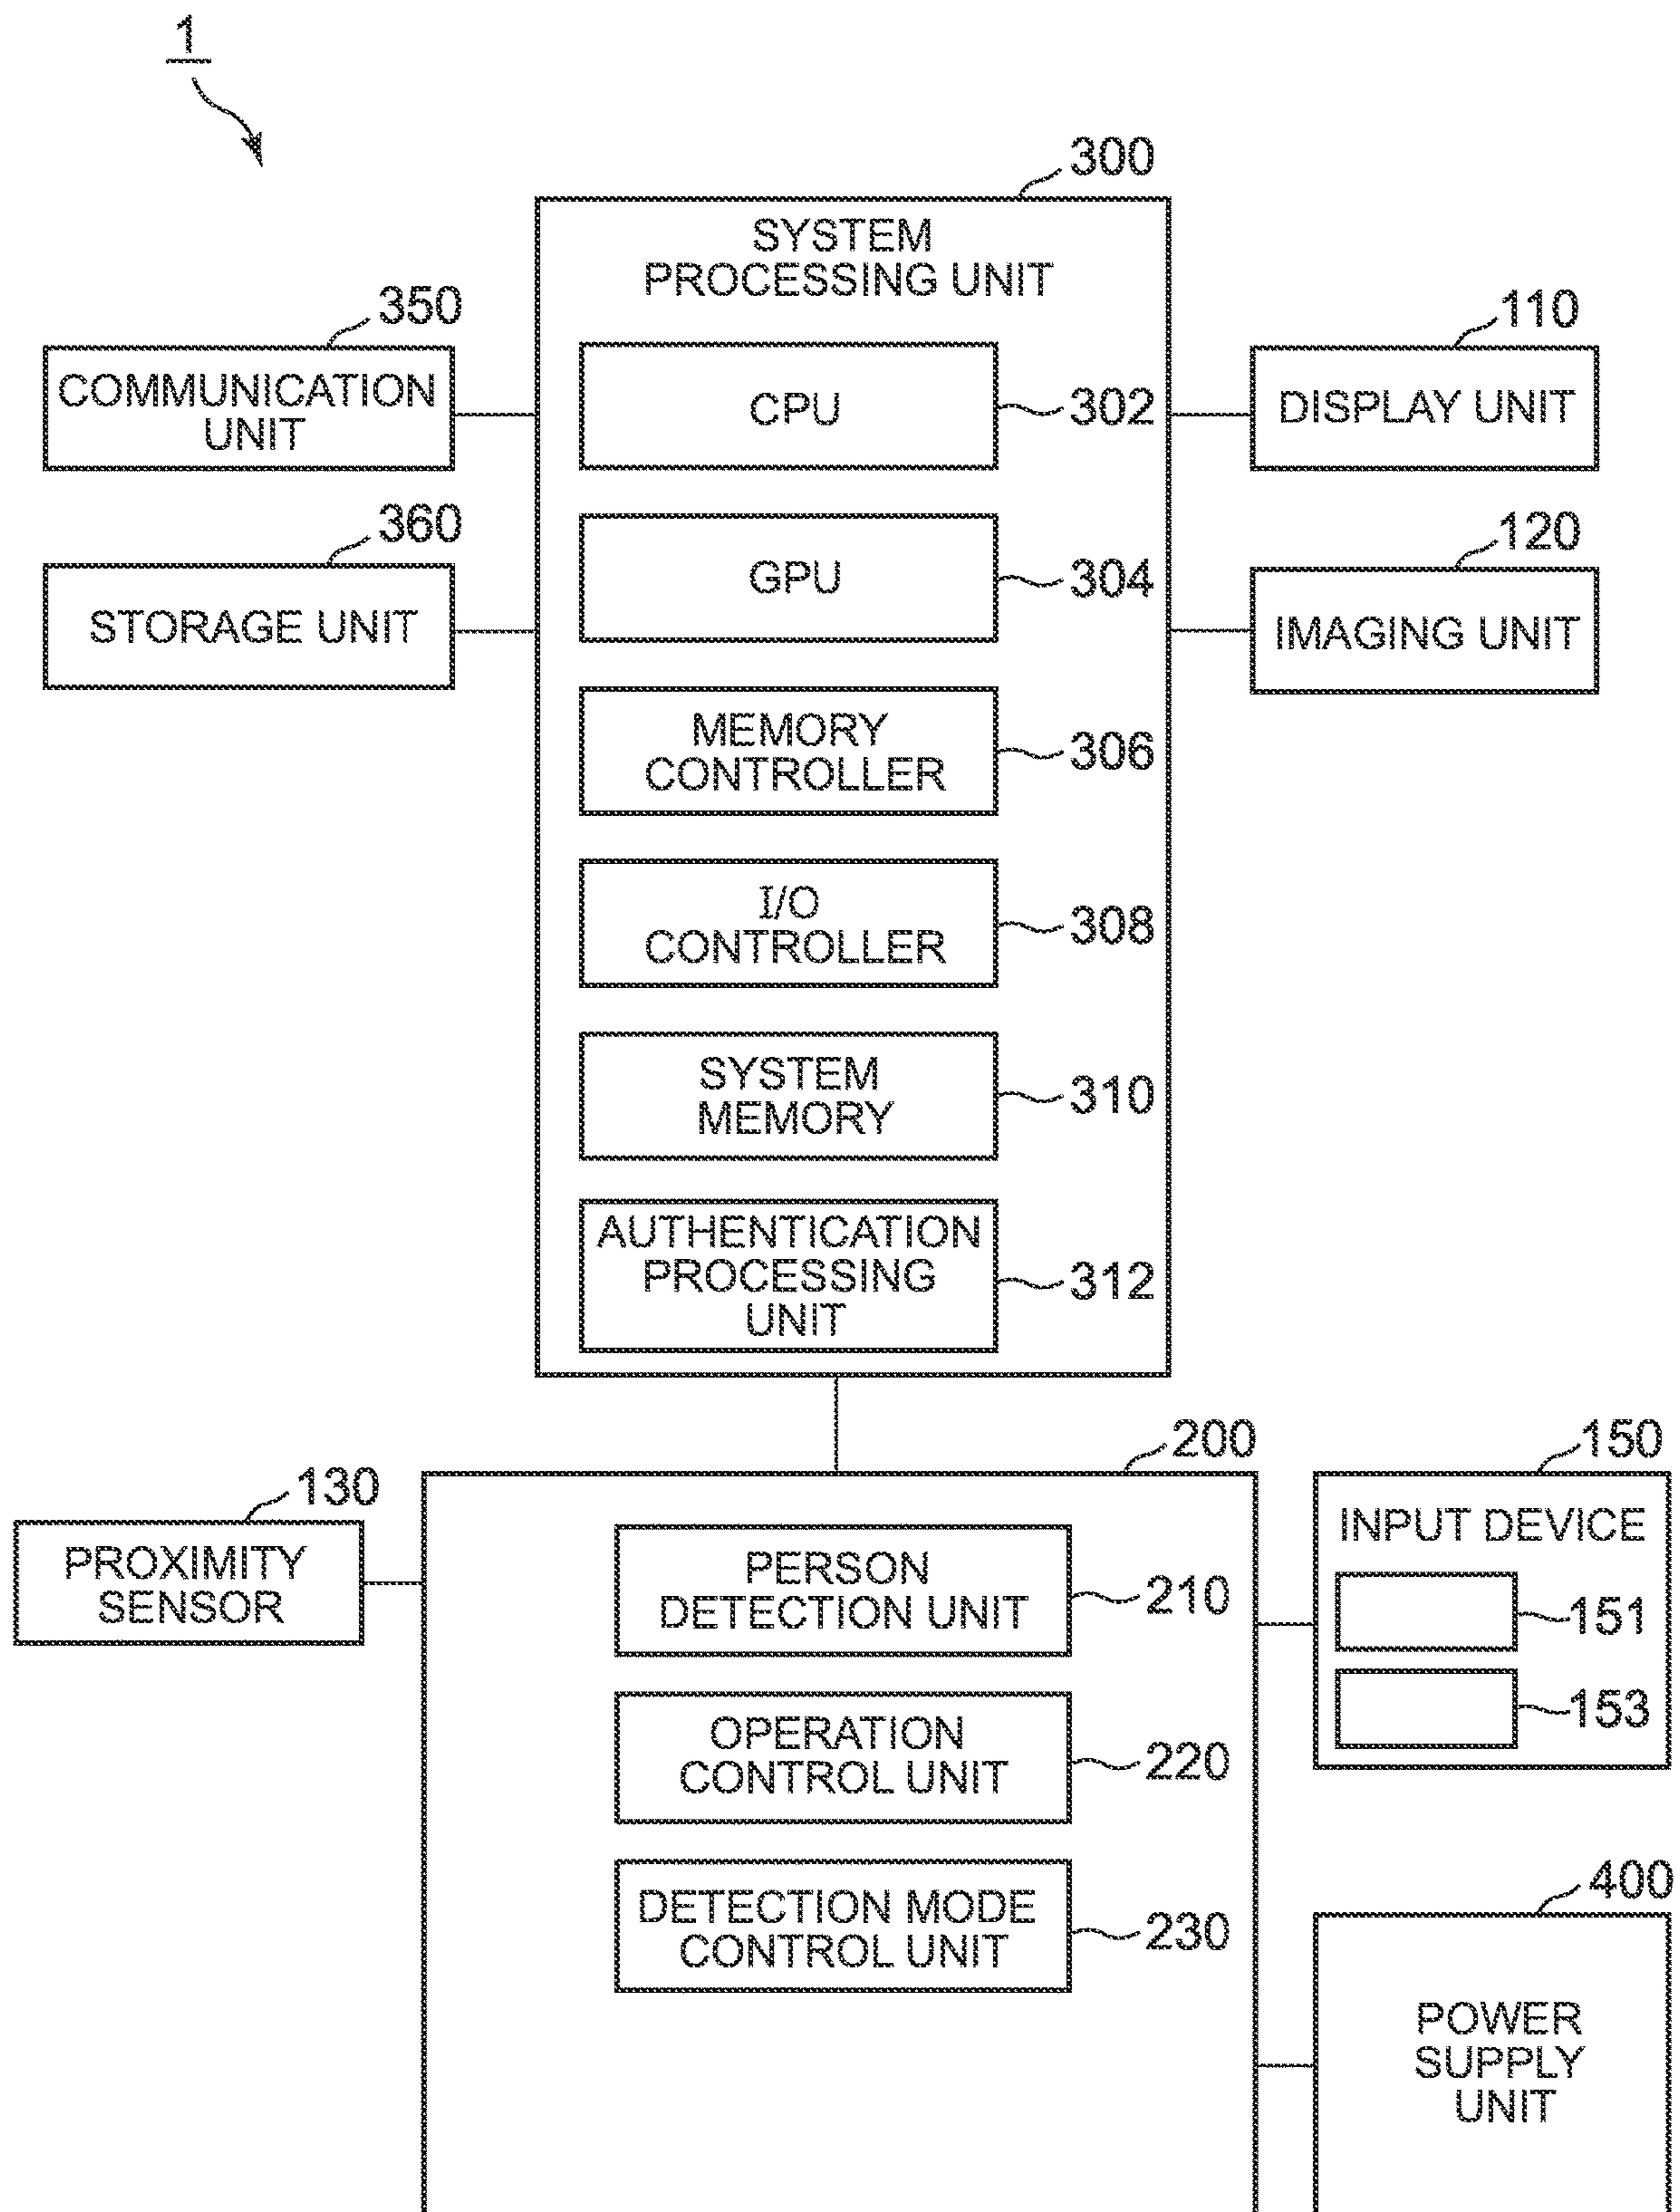 1
300
SYSTEM
PROCESSING UNIT
350
COMMUNICATION
UNIT
110
DISPLAY UNIT
CPU
302
360
STORAGE UNIT
120
IMAGING UNIT
GPU
304
MEMORY
CONTROLLER
306
I/O
CONTROLLER
308
SYSTEM
MEMORY
310
AUTHENTICATION
PROCESSING
UNIT
312
200
150
130
PROXIMITY
SENSOR
INPUT DEVICE
PERSON
DETECTION UNIT
210
151
153
OPERATION
CONTROL UNIT
220
DETECTION MODE
CONTROL UNIT
230
400
POWER
SUPPLY
UNIT